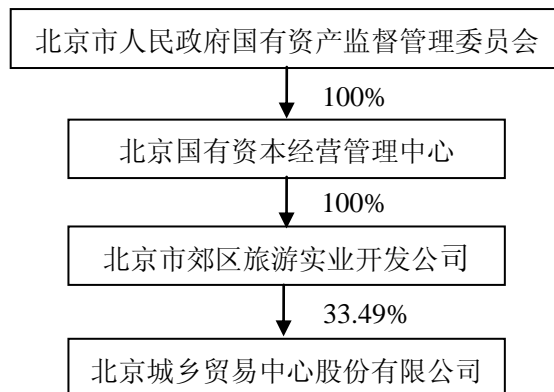 北京市人民政府国有资产监督管理委员会
100%
北京国有资本经营管理中心
100%
北京市郊区旅游实业开发公司
33.49%
北京城乡贸易中心股份有限公司